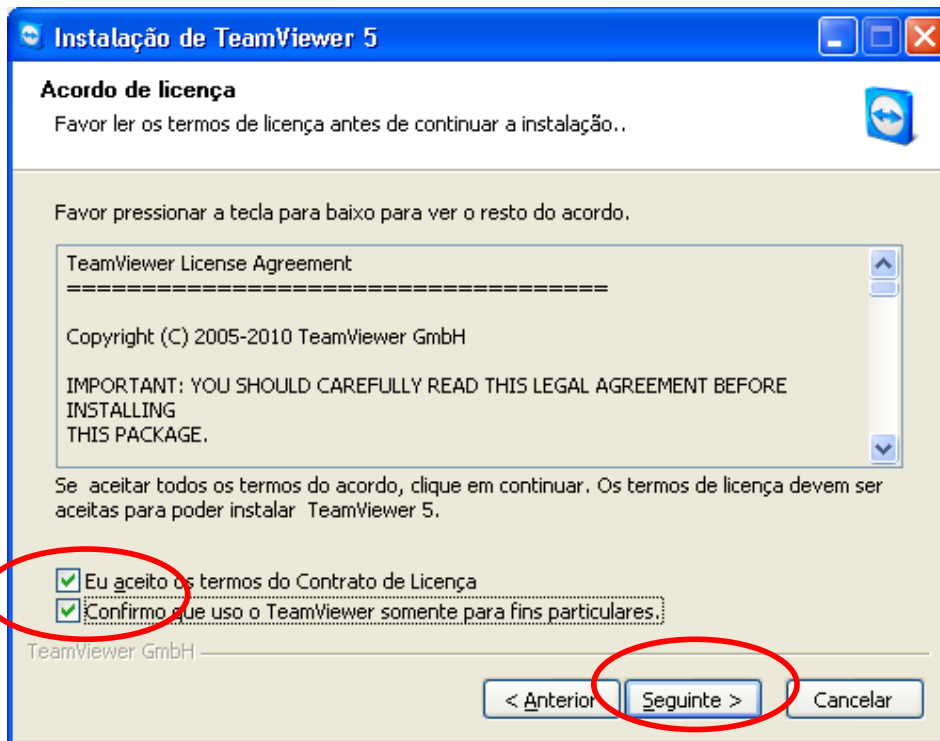 Instalação de TeamViewer 5
Acordo de licença
Favor ler os termos de licença antes de continuar a instalação..
Favor pressionar a tecla para baixo para ver o resto do acordo.
TeamViewer License Agreement
====================================
Copyright (C) 2005-2010 TeamViewer GmbH
IMPORTANT: YOU SHOULD CAREFULLY READ THIS LEGAL AGREEMENT BEFORE
INSTALLING
THIS PACKAGE.
Se  aceitar todos os termos do acordo, clique em continuar. Os termos de licença devem ser
aceitas para poder instalar  TeamViewer 5.
Eu aceito os termos do Contrato de Licença
Confirmo que uso o TeamViewer somente para fins particulares.
TeamViewer GmbH
< Anterior
Seguinte >
Cancelar